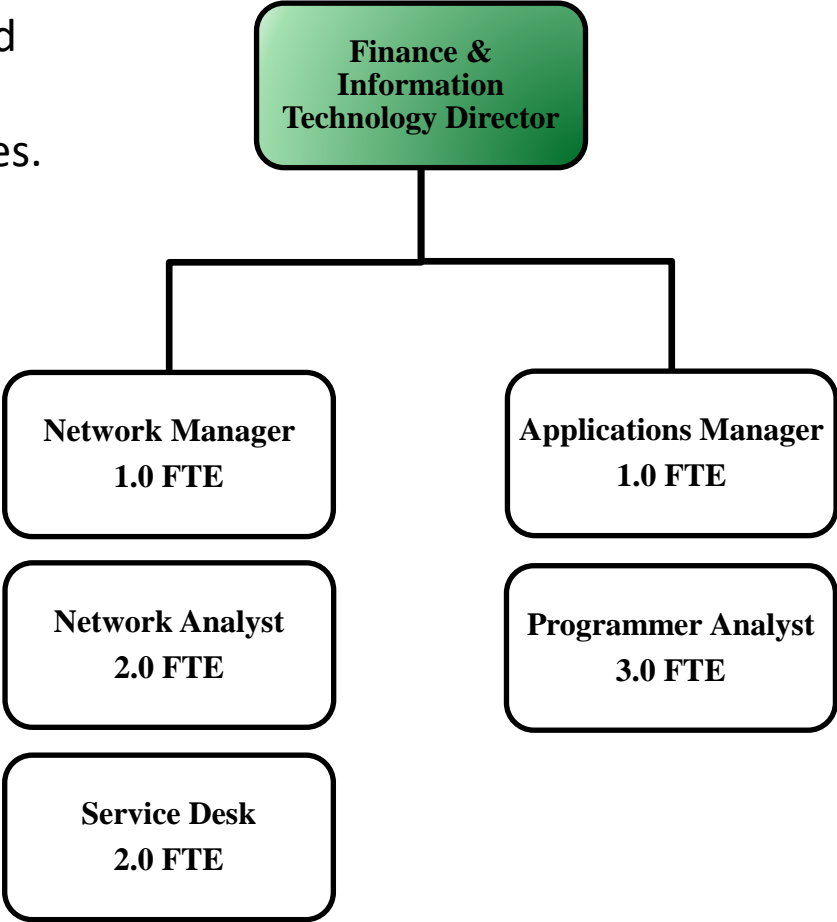 d
es.
Finance &
Information
Technology Director
Network Manager
1.0 FTE
Network Analyst
2.0 FTE
Service Desk
2.0 FTE
Applications Manager
1.0 FTE
Programmer Analyst
3.0 FTE